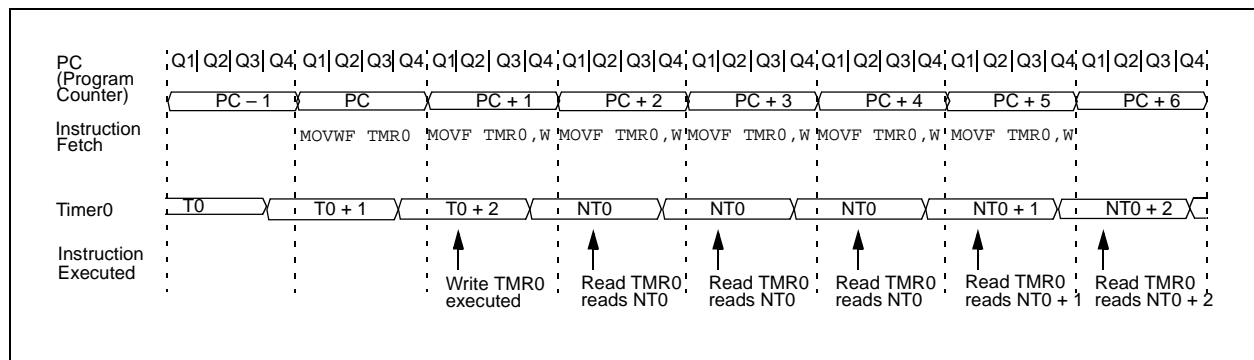 PC
(Program
Counter)
Q1 Q2 Q3 Q4 Q1 Q2 Q3 Q4 Q1 Q2 Q3 Q4 Q1 Q2 Q3 Q4 Q1 Q2 Q3 Q4 Q1 Q2 Q3 Q4 Q1 Q2 Q3 Q4 Q1 Q2 Q3 Q4
PC – 1 PC PC + 1 PC + 2 PC + 3 PC + 4 PC + 5 PC + 6
Instruction
Fetch
MOVWF TMR0 MOVF TMR0,W MOVF TMR0,W MOVF TMR0,W MOVF TMR0,W MOVF TMR0,W
Timer0
T0 T0 + 1 T0 + 2 NT0 NT0 NT0 NT0 + 1 NT0 + 2
Instruction
Executed
Write TMR0
executed
Read TMR0
reads NT0
Read TMR0
reads NT0
Read TMR0
reads NT0
Read TMR0
reads NT0 + 1
Read TMR0
reads NT0 + 2